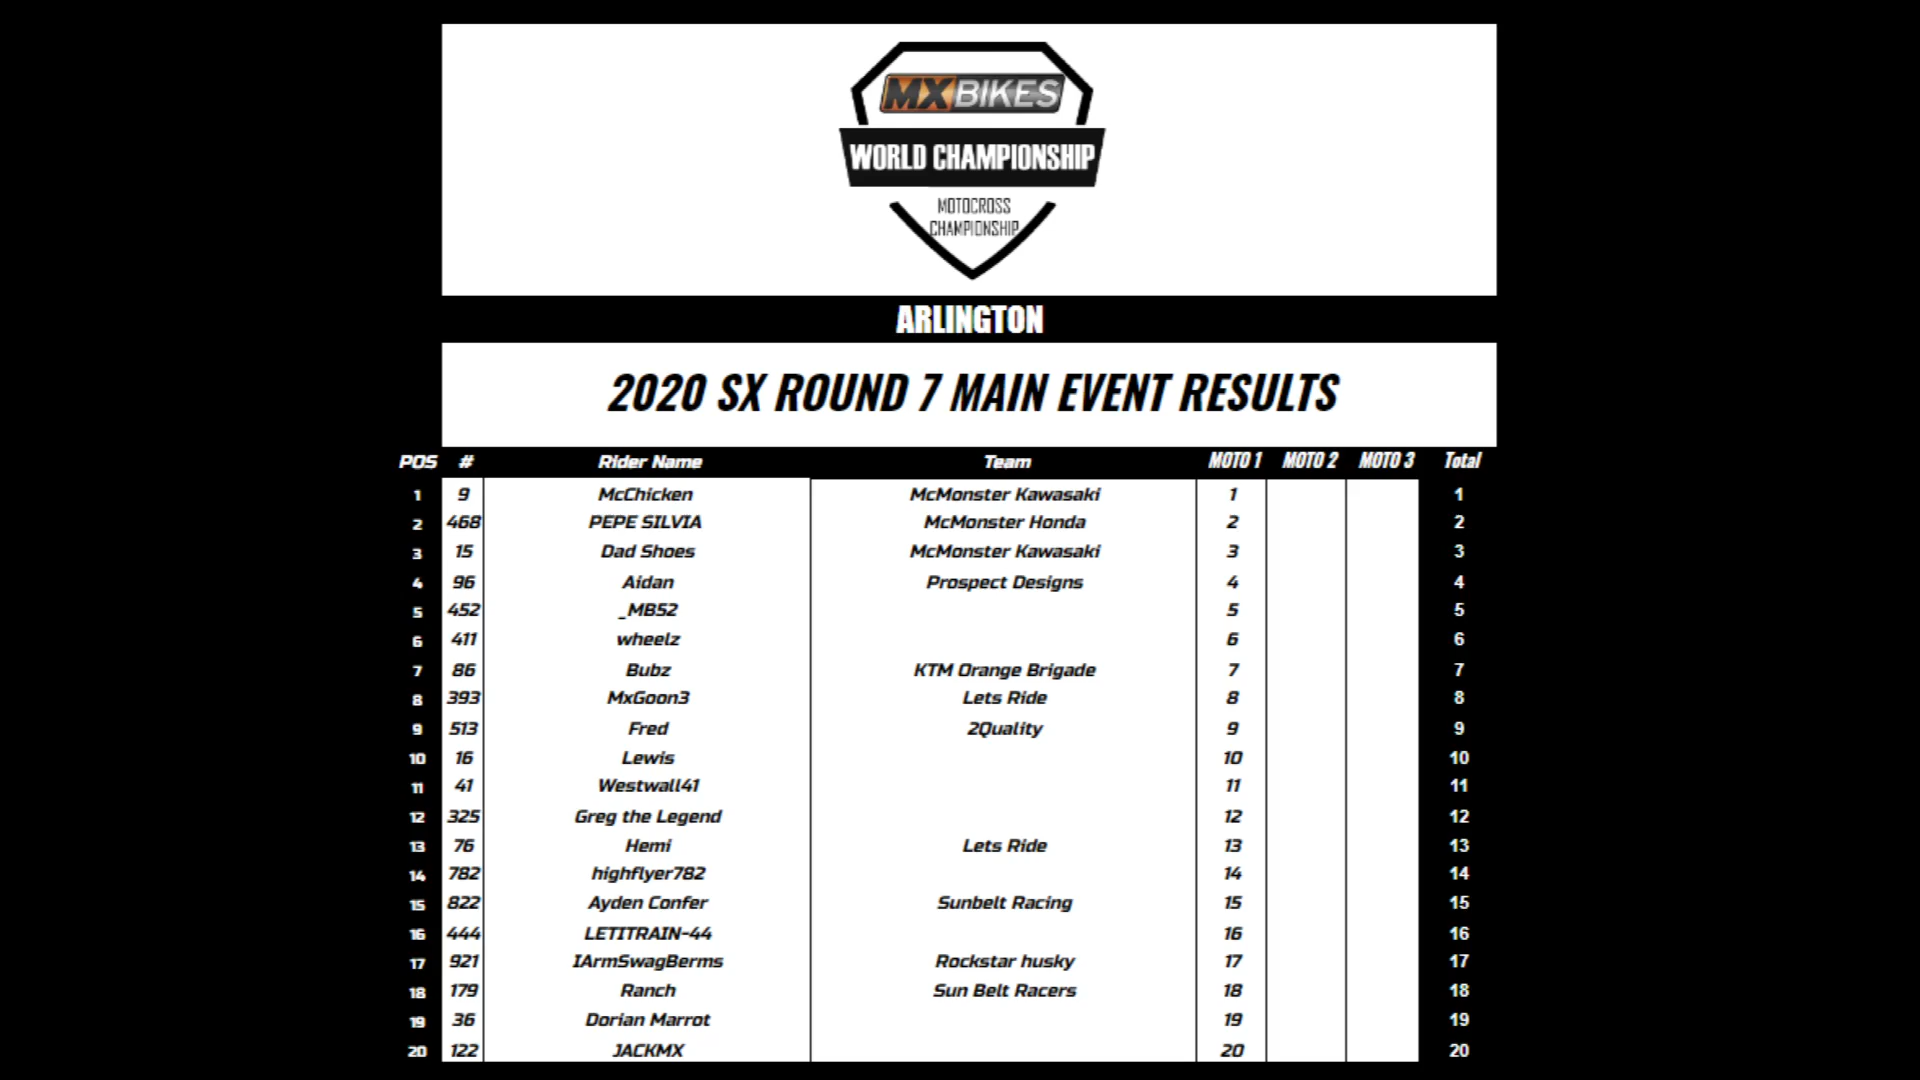 MXBIKES
WORLD CHAMPIONSHIP
MOTOCROSS
CHAMPIONSHIP
ARLINGTON
2020 SX ROUND 7 MAIN EVENT RESULTS
POS # Rider Name Team MOTO 1 MOTO 2 MOTO 3 Total
1 9 McChicken McMonster Kawasaki 1 1
2 468 PEPE SILVIA McMonster Honda 2 2
3 15 Dad Shoes McMonster Kawasaki 3 3
4 96 Aidan Prospect Designs 4 4
5 452 _MB52 5 5
6 411 wheelz 6 6
7 86 Bubz KTM Orange Brigade 7 7
8 393 MxGoon3 Lets Ride 8 8
9 513 Fred 2Quality 9 9
10 16 Lewis 10 10
11 41 Westwall41 11 11
12 325 Greg the Legend 12 12
13 76 Hemi Lets Ride 13 13
14 782 highflyer782 14 14
15 822 Ayden Confer Sunbelt Racing 15 15
16 444 LETITRAIN-44 16 16
17 921 IArmSwagBerms Rockstar husky 17 17
18 179 Ranch Sun Belt Racers 18 18
19 36 Dorian Marrot 19 19
20 122 JACKMX 20 20